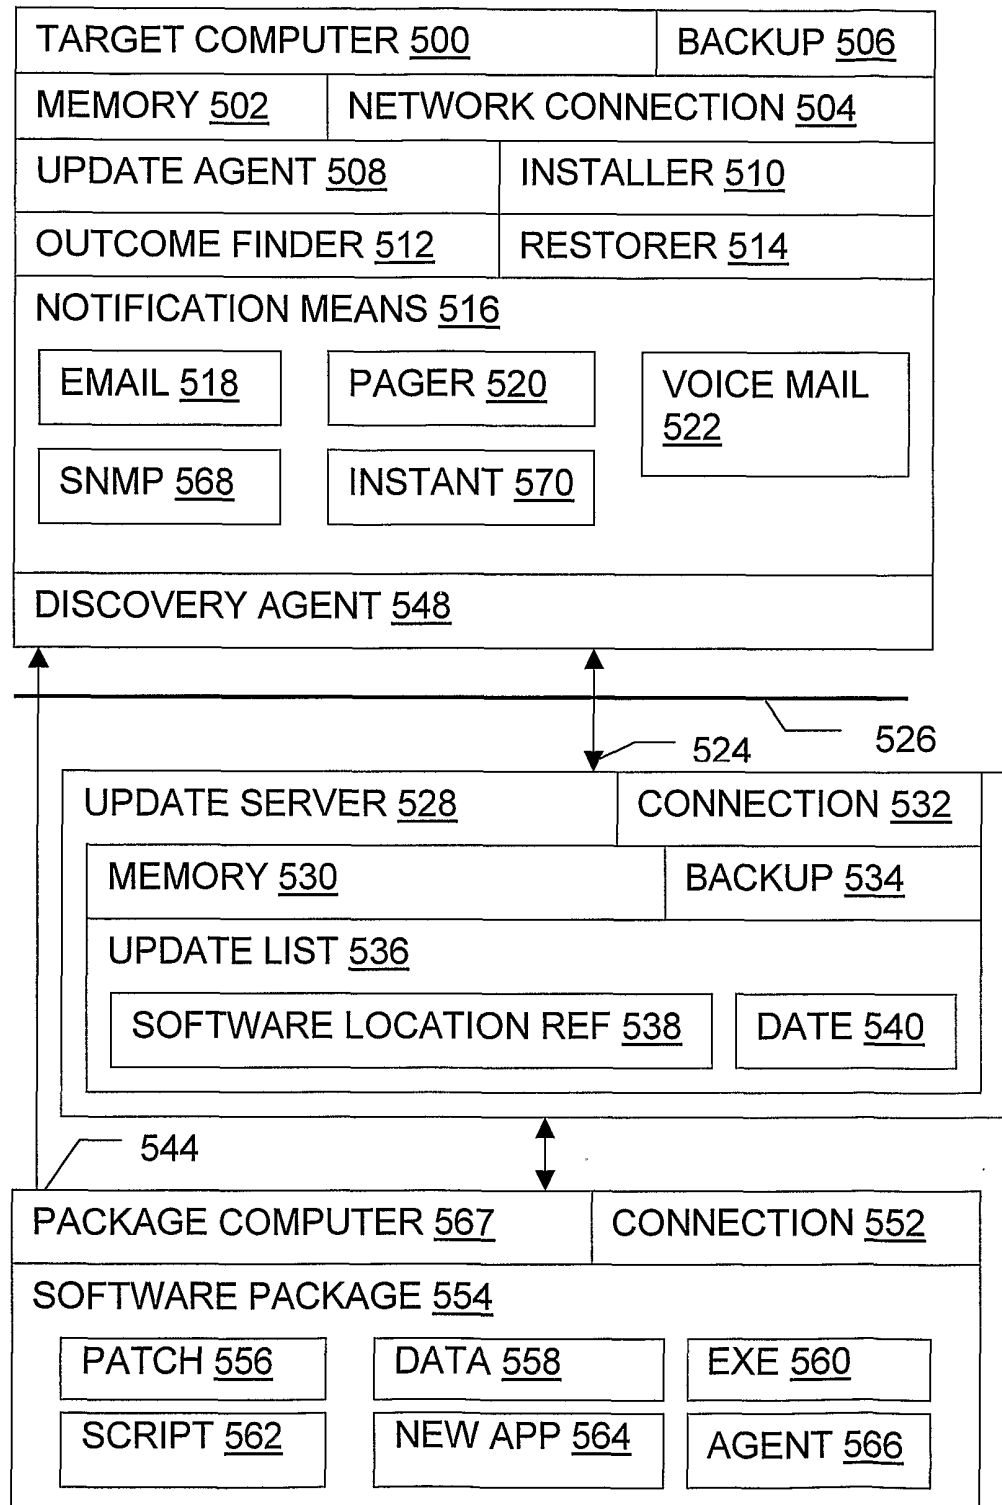 TARGET COMPUTER 500
BACKUP 506
MEMORY 502
NETWORK CONNECTION 504
UPDATE AGENT 508
INSTALLER 510
OUTCOME FINDER 512
RESTORER 514
NOTIFICATION MEANS 516
EMAIL 518
PAGER 520
VOICE MAIL
522
SNMP 568
INSTANT 570
DISCOVERY AGENT 548
526
524
UPDATE SERVER 528
CONNECTION 532
MEMORY 530
BACKUP 534
UPDATE LIST 536
SOFTWARE LOCATION REF 538
DATE 540
544
PACKAGE COMPUTER 567
CONNECTION 552
SOFTWARE PACKAGE 554
PATCH 556
DATA 558
EXE 560
SCRIPT 562
NEW APP 564
AGENT 566